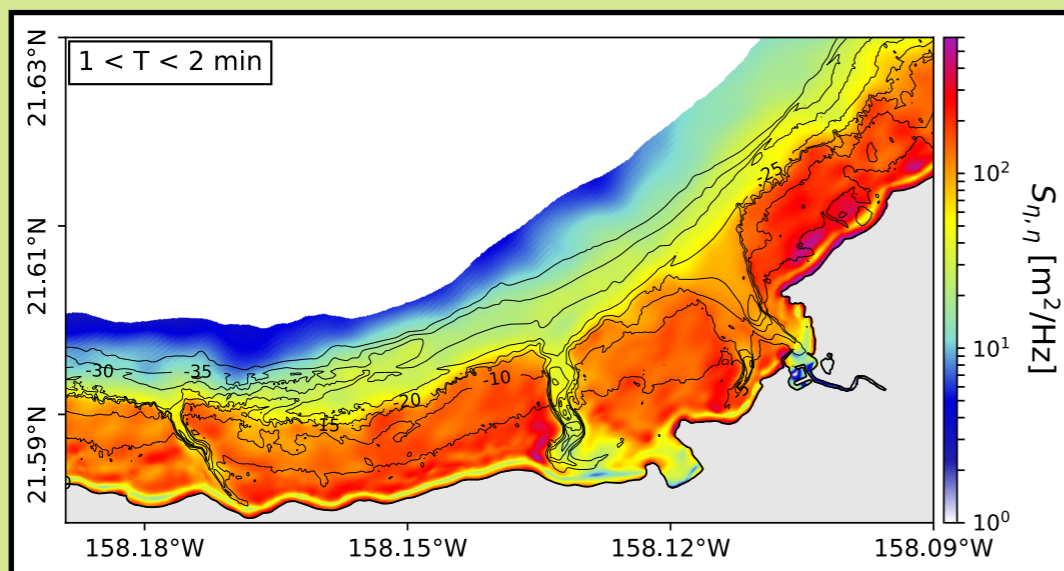 1 < T < 2 min
21.63°N
21.61°N
21.59°N
-25
-30
-35
-20
-10
-15
158.18°W
158.15°W
158.12°W
158.09°W
10²
10¹
10⁰
Sη,η [m²/Hz]